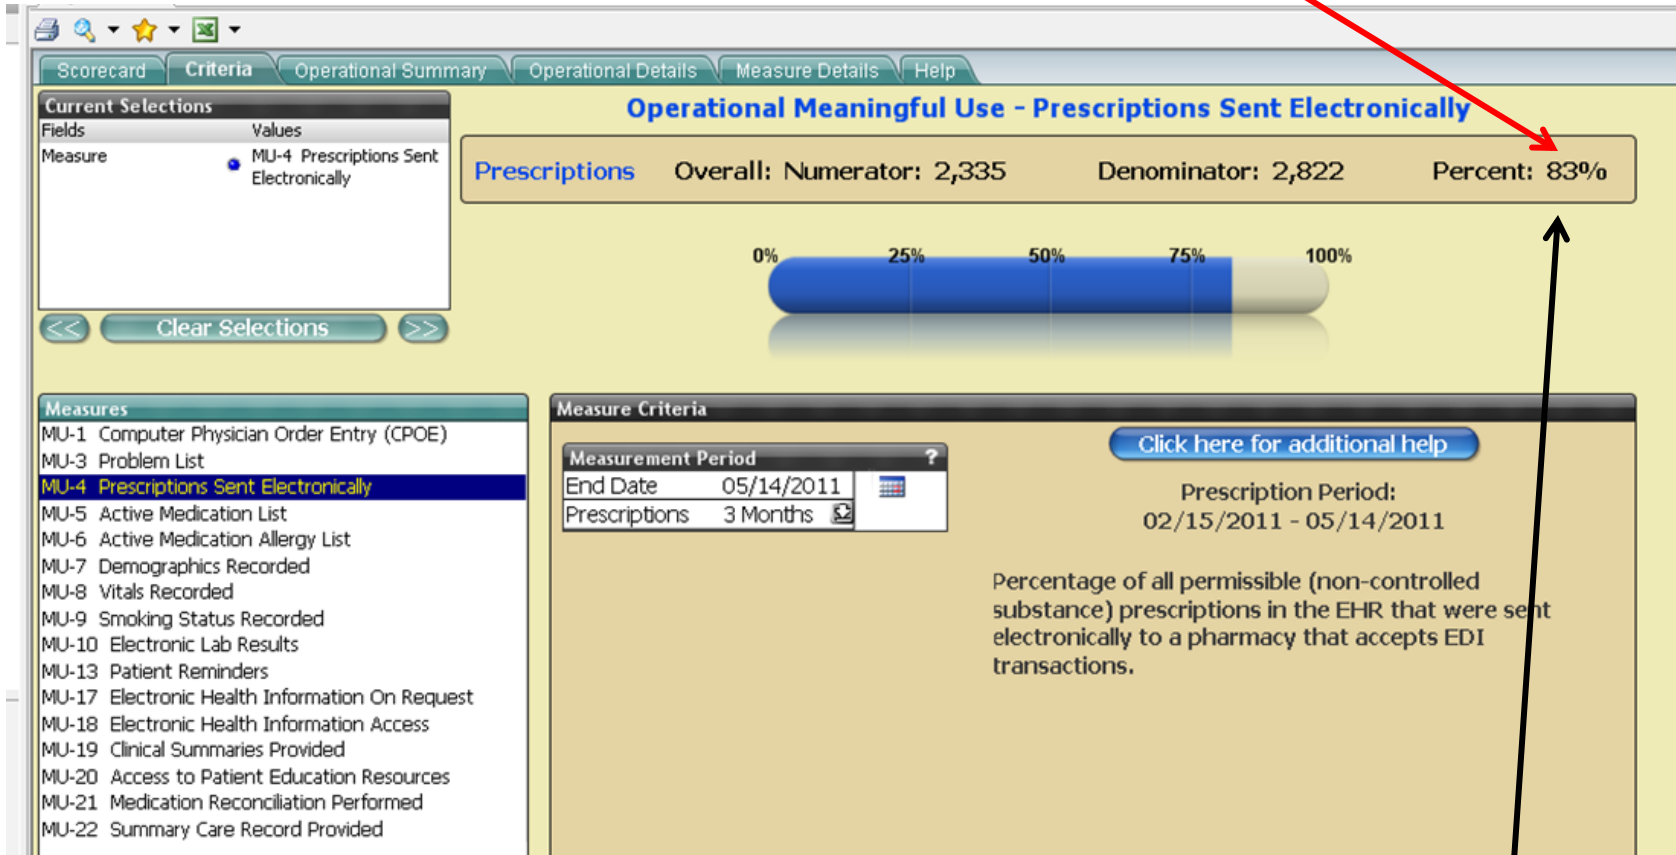 Scorecard Criteria Operational Summary Operational Details Measure Details Help
Current Selections
Fields Values
Measure MU-4 Prescriptions Sent
Electronically
Operational Meaningful Use - Prescriptions Sent Electronically
Prescriptions Overall: Numerator: 2,335 Denominator: 2,822 Percent: 83%
0% 25% 50% 75% 100%
<< Clear Selections >>
Measures
MU-1 Computer Physician Order Entry (CPOE)
MU-3 Problem List
MU-4 Prescriptions Sent Electronically
MU-5 Active Medication List
MU-6 Active Medication Allergy List
MU-7 Demographics Recorded
MU-8 Vitals Recorded
MU-9 Smoking Status Recorded
MU-10 Electronic Lab Results
MU-13 Patient Reminders
MU-17 Electronic Health Information On Request
MU-18 Electronic Health Information Access
MU-19 Clinical Summaries Provided
MU-20 Access to Patient Education Resources
MU-21 Medication Reconciliation Performed
MU-22 Summary Care Record Provided
Measure Criteria
Measurement Period ?
End Date 05/14/2011
Prescriptions 3 Months
Click here for additional help
Prescription Period:
02/15/2011 - 05/14/2011
Percentage of all permissible (non-controlled
substance) prescriptions in the EHR that were sent
electronically to a pharmacy that accepts EDI
transactions.